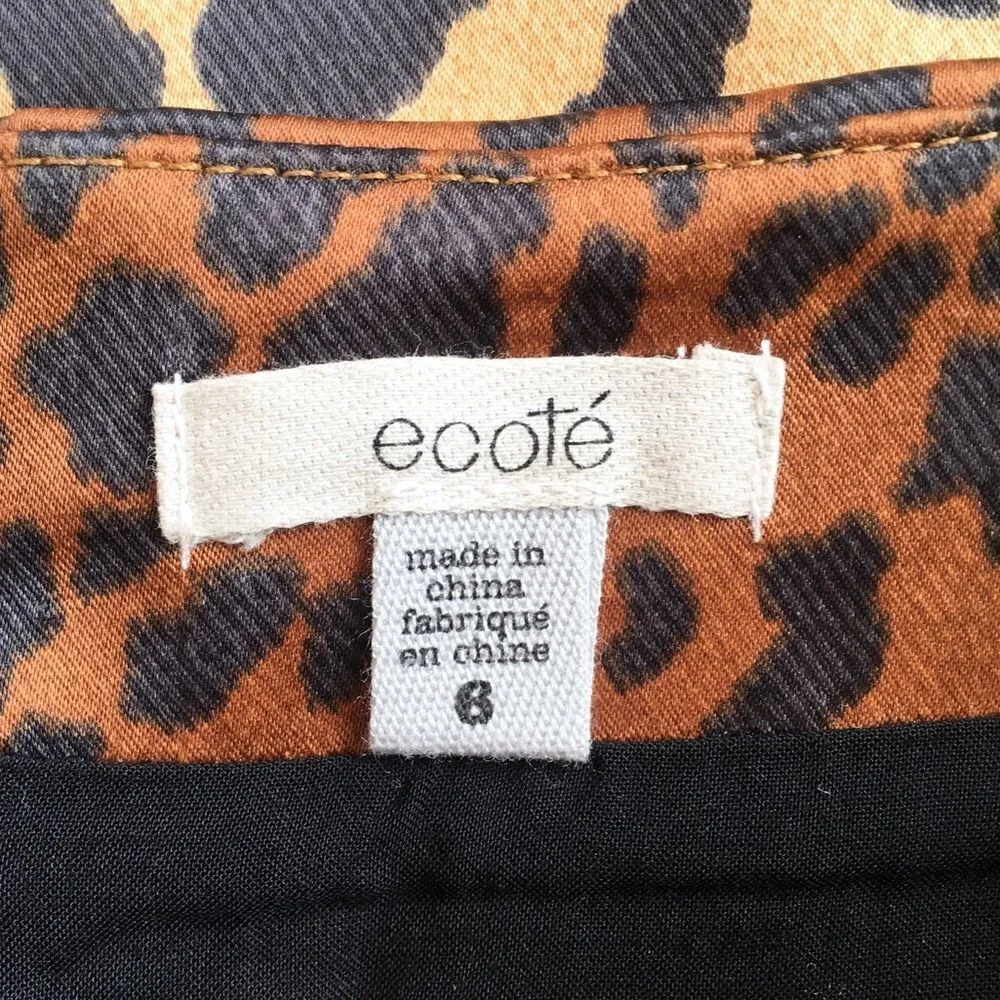 ecoté
made in
china
fabriqué
en chine
6